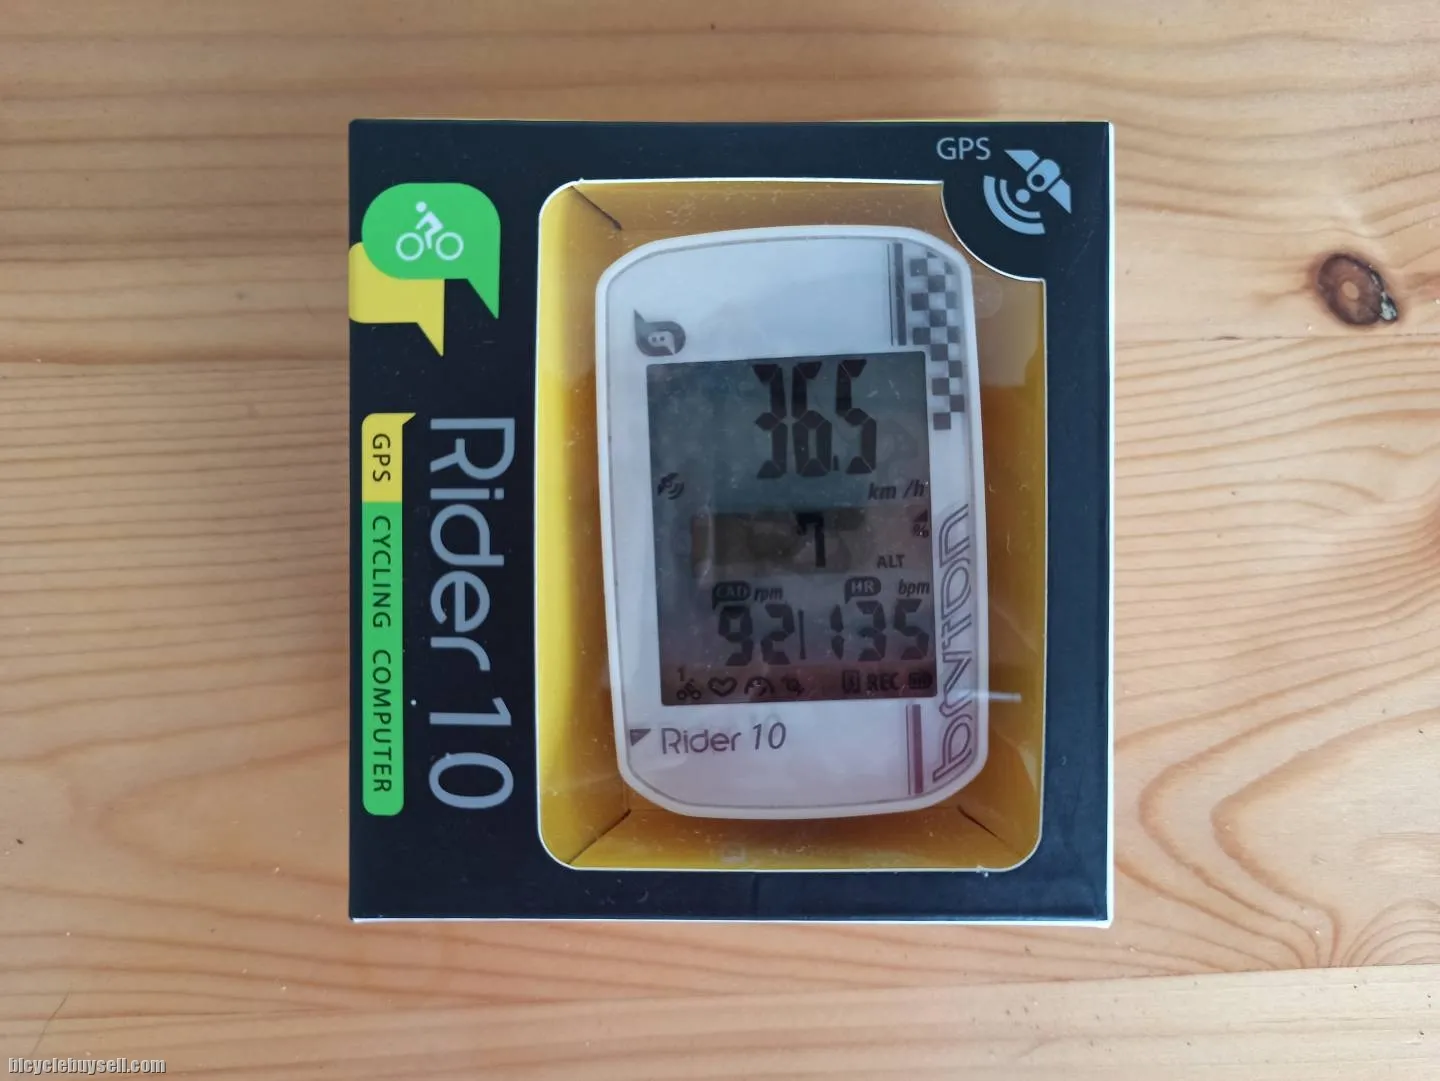 GPS
Rider 10
GPS CYCLING COMPUTER
36.5
km/h
7
%
ALT
CAD rpm
HR bpm
92
135
1
REC
Rider 10
bicyclebuysell.com